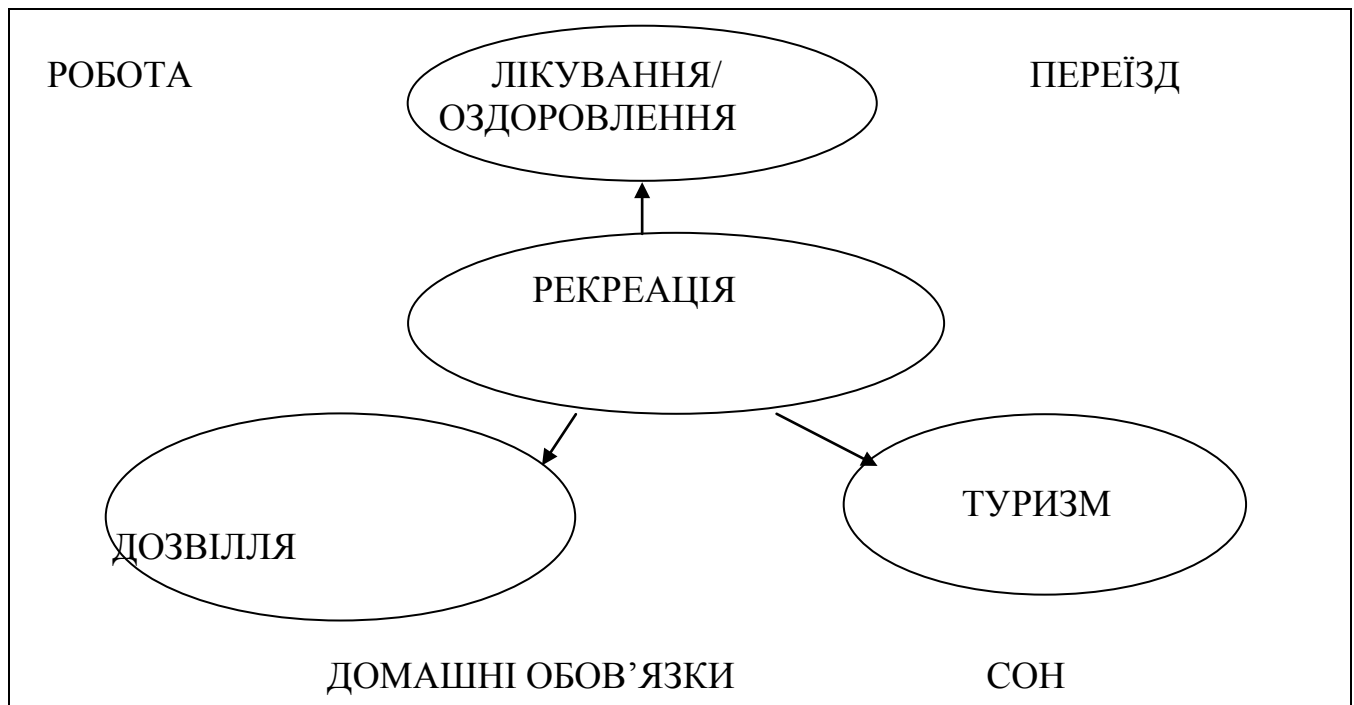 РОБОТА
ЛІКУВАННЯ/
ОЗДОРОВЛЕННЯ
ПЕРЕЇЗД
РЕКРЕАЦІЯ
ДОЗВІЛЛЯ
ТУРИЗМ
ДОМАШНІ ОБОВ’ЯЗКИ
СОН